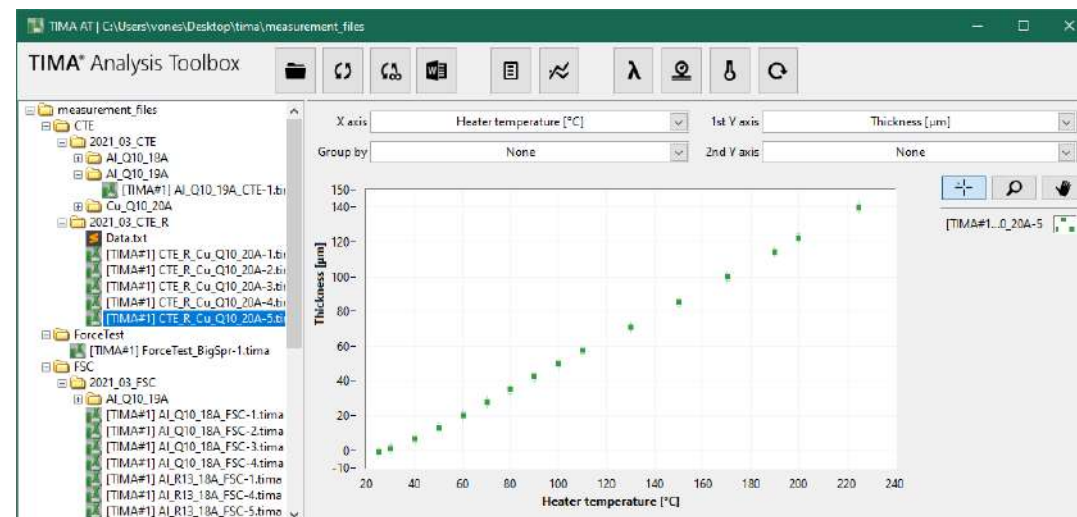 TIMA AT | C:\Users\vones\Desktop\tima\measurement_files
TIMA® Analysis Toolbox
measurement_files
CTE
2021_03_CTE
Al_Q10_18A
Al_Q10_19A
[TIMA#1] Al_Q10_19A_CTE-1.ti
Cu_Q10_20A
2021_03_CTE_R
Data.txt
[TIMA#1] CTE_R_Cu_Q10_20A-1.ti
[TIMA#1] CTE_R_Cu_Q10_20A-2.ti
[TIMA#1] CTE_R_Cu_Q10_20A-3.ti
[TIMA#1] CTE_R_Cu_Q10_20A-4.ti
[TIMA#1] CTE_R_Cu_Q10_20A-5.ti
ForceTest
[TIMA#1] ForceTest_BigSpr-1.tima
FSC
2021_03_FSC
Al_Q10_19A
[TIMA#1] Al_Q10_18A_FSC-1.tima
[TIMA#1] Al_Q10_18A_FSC-2.tima
[TIMA#1] Al_Q10_18A_FSC-3.tima
[TIMA#1] Al_Q10_18A_FSC-4.tima
[TIMA#1] Al_R13_18A_FSC-1.tima
[TIMA#1] Al_R13_18A_FSC-4.tima
[TIMA#1] Al_R13_18A_FSC-5.tima
X axis Heater temperature [°C] 1st Y axis Thickness [µm]
Group by None 2nd Y axis None
[TIMA#1...0_20A-5
150
140
120
100
80
60
40
20
0
-10
Thickness [µm]
20 40 60 80 100 120 140 160 180 200 220 240
Heater temperature [°C]